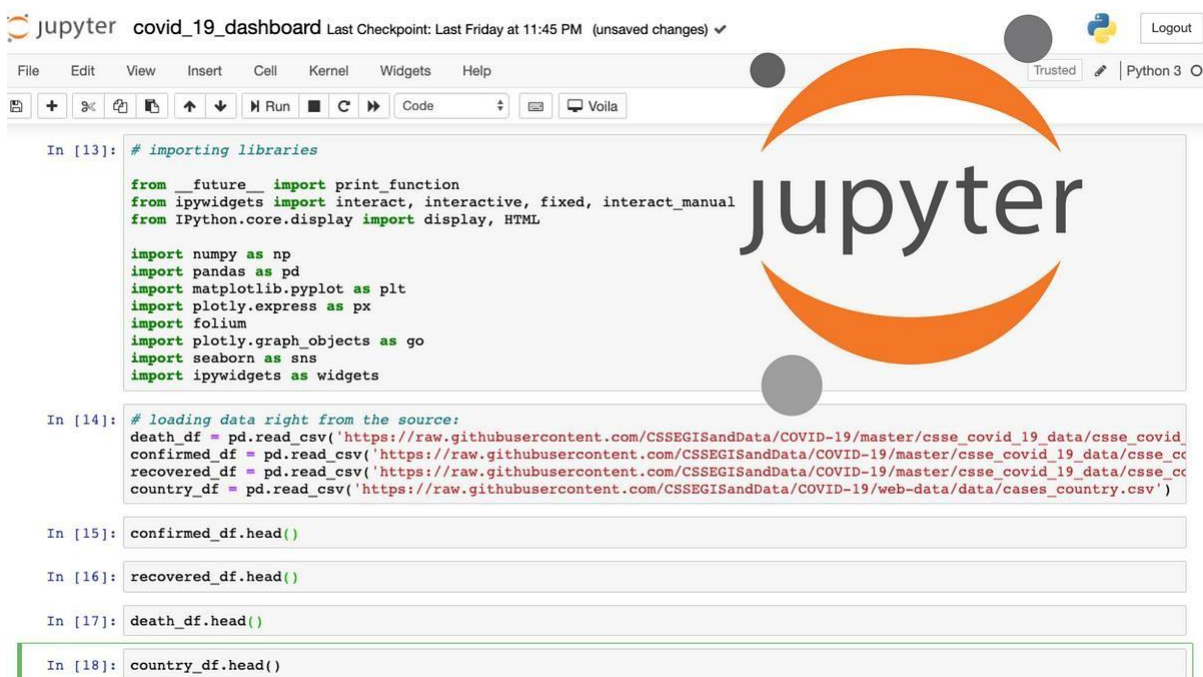 jupyter covid_19_dashboard Last Checkpoint: Last Friday at 11:45 PM (unsaved changes)
Logout
File Edit View Insert Cell Kernel Widgets Help
Trusted
Python 3
Run
Code
Voila
jupyter
In [13]: # importing libraries
from __future__ import print_function
from ipywidgets import interact, interactive, fixed, interact_manual
from IPython.core.display import display, HTML
import numpy as np
import pandas as pd
import matplotlib.pyplot as plt
import plotly.express as px
import folium
import plotly.graph_objects as go
import seaborn as sns
import ipywidgets as widgets
In [14]: # loading data right from the source:
death_df = pd.read_csv('https://raw.githubusercontent.com/CSSEGISandData/COVID-19/master/csse_covid_19_data/csse_covid_
confirmed_df = pd.read_csv('https://raw.githubusercontent.com/CSSEGISandData/COVID-19/master/csse_covid_19_data/csse_co
recovered_df = pd.read_csv('https://raw.githubusercontent.com/CSSEGISandData/COVID-19/master/csse_covid_19_data/csse_co
country_df = pd.read_csv('https://raw.githubusercontent.com/CSSEGISandData/COVID-19/web-data/data/cases_country.csv')
In [15]: confirmed_df.head()
In [16]: recovered_df.head()
In [17]: death_df.head()
In [18]: country_df.head()